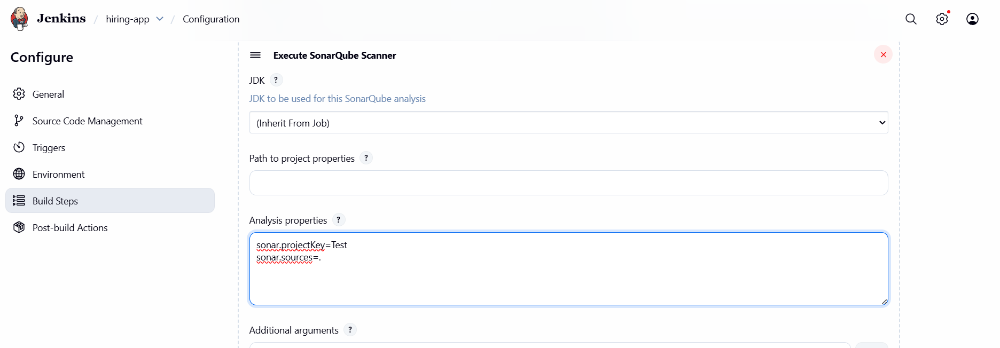 Jenkins / hiring-app / Configuration
Configure
General
Source Code Management
Triggers
Environment
Build Steps
Post-build Actions
Execute SonarQube Scanner
JDK ?
JDK to be used for this SonarQube analysis
(Inherit From Job)
Path to project properties ?
Analysis properties ?
sonar.projectKey=Test
sonar.sources=.
Additional arguments ?